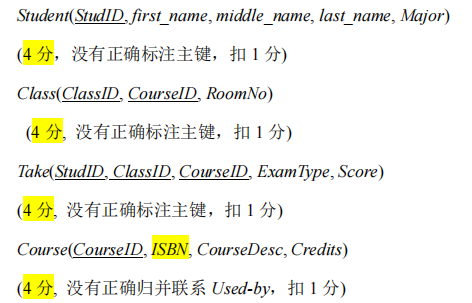 Student(StudID, first_name, middle_name, last_name, Major)
(4 分，没有正确标注主键，扣 1 分)
Class(ClassID, CourseID, RoomNo)
(4 分, 没有正确标注主键，扣 1 分)
Take(StudID, ClassID, CourseID, ExamType, Score)
(4 分, 没有正确标注主键，扣 1 分)
Course(CourseID, ISBN, CourseDesc, Credits)
(4 分, 没有正确归并联系 Used-by，扣 1 分)